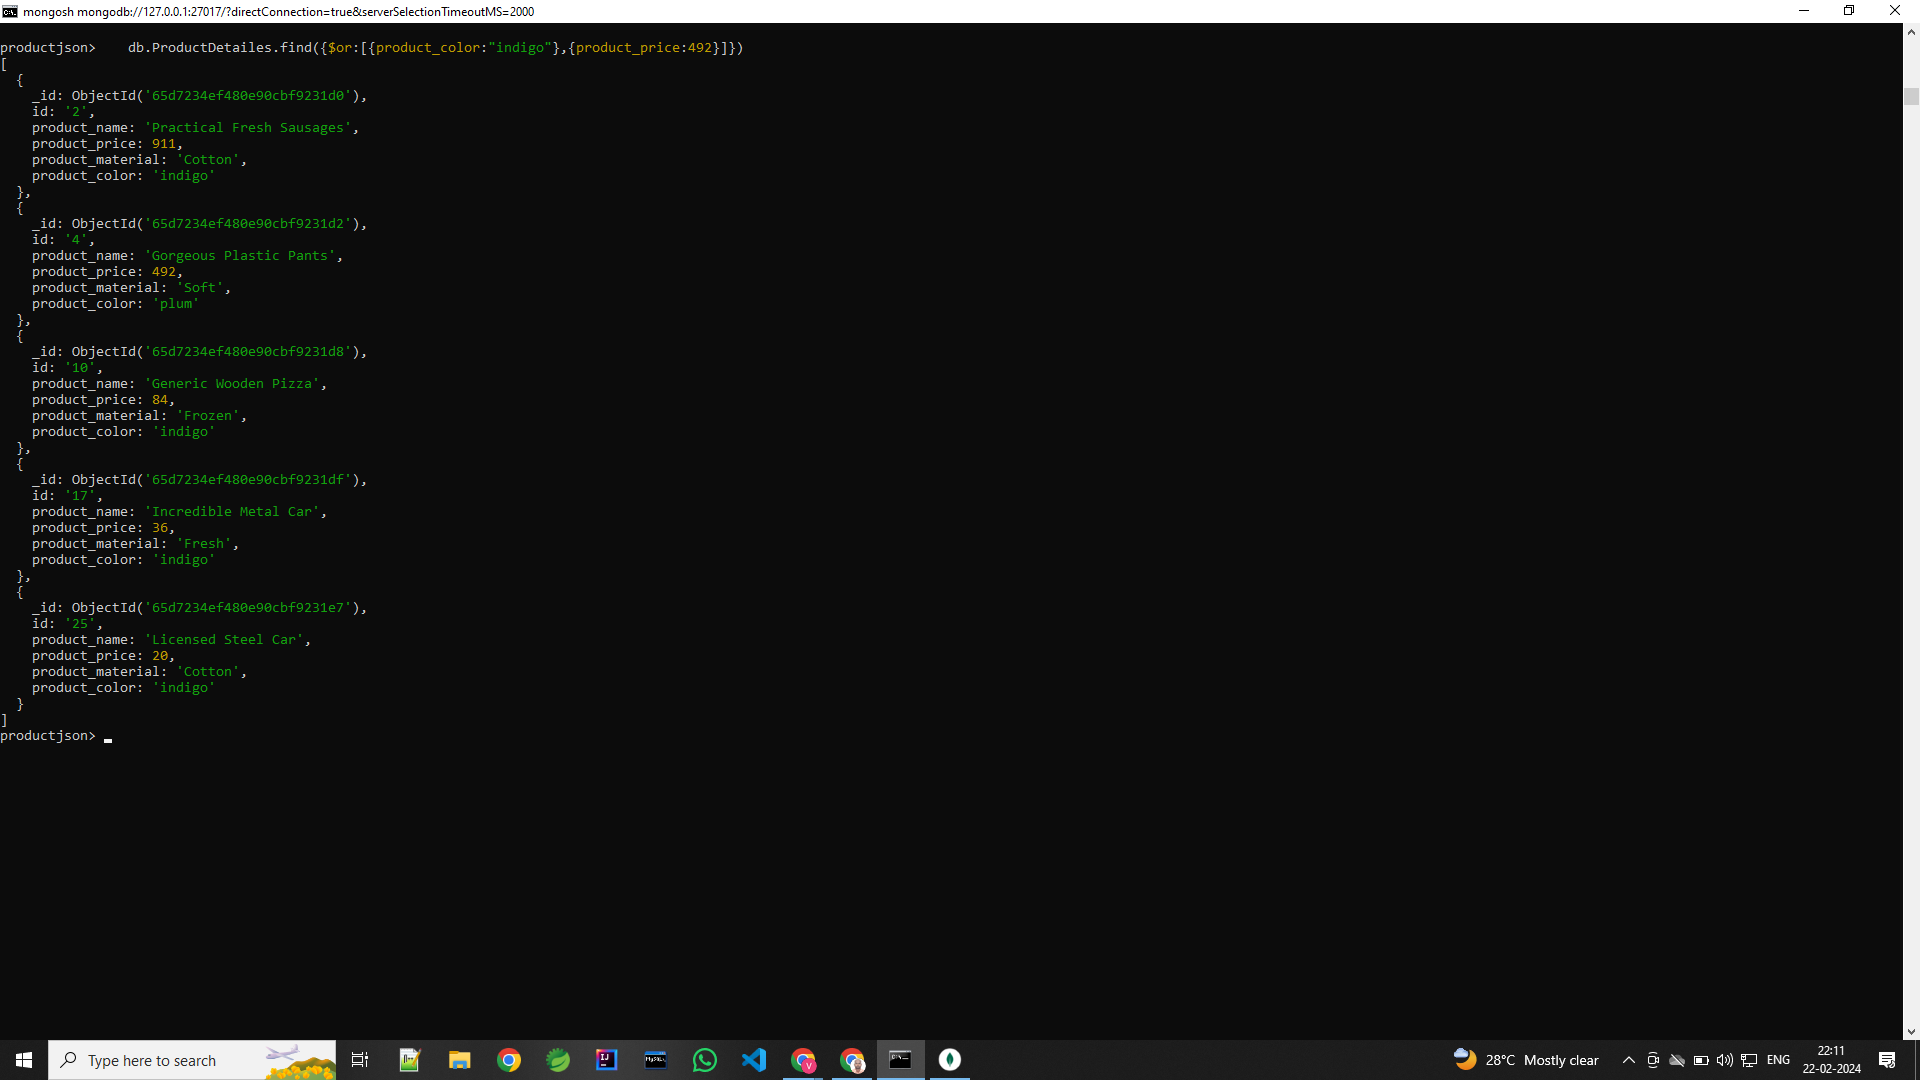 mongosh mongodb://127.0.0.1:27017/?directConnection=true&serverSelectionTimeoutMS=2000
productjson>    db.ProductDetailes.find({$or:[{product_color:"indigo"},{product_price:492}]})
[
  {
    _id: ObjectId('65d7234ef480e90cbf9231d0'),
    id: '2',
    product_name: 'Practical Fresh Sausages',
    product_price: 911,
    product_material: 'Cotton',
    product_color: 'indigo'
  },
  {
    _id: ObjectId('65d7234ef480e90cbf9231d2'),
    id: '4',
    product_name: 'Gorgeous Plastic Pants',
    product_price: 492,
    product_material: 'Soft',
    product_color: 'plum'
  },
  {
    _id: ObjectId('65d7234ef480e90cbf9231d8'),
    id: '10',
    product_name: 'Generic Wooden Pizza',
    product_price: 84,
    product_material: 'Frozen',
    product_color: 'indigo'
  },
  {
    _id: ObjectId('65d7234ef480e90cbf9231df'),
    id: '17',
    product_name: 'Incredible Metal Car',
    product_price: 36,
    product_material: 'Fresh',
    product_color: 'indigo'
  },
  {
    _id: ObjectId('65d7234ef480e90cbf9231e7'),
    id: '25',
    product_name: 'Licensed Steel Car',
    product_price: 20,
    product_material: 'Cotton',
    product_color: 'indigo'
  }
]
productjson>
Type here to search
28°C Mostly clear
ENG
22:11
22-02-2024